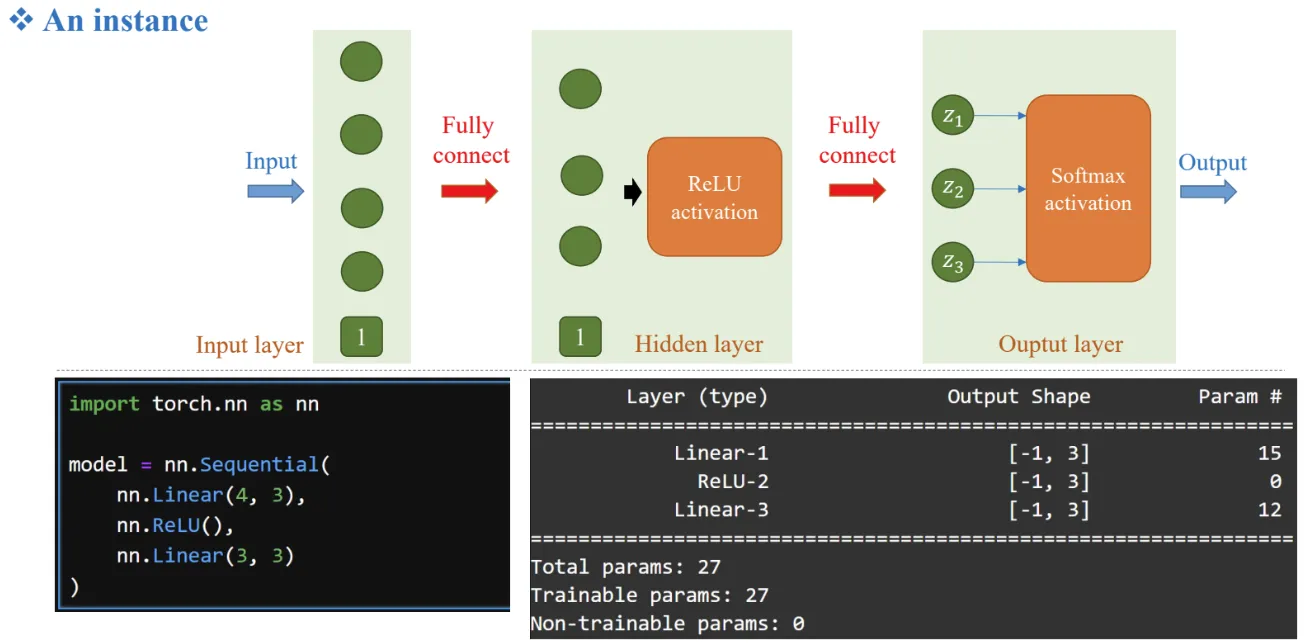 ❖ An instance
Input
Input layer
1
Fully
connect
1
ReLU
activation
Hidden layer
Fully
connect
z₁
z₂
z₃
Softmax
activation
Ouptut layer
Output
import torch.nn as nn
model = nn.Sequential(
    nn.Linear(4, 3),
    nn.ReLU(),
    nn.Linear(3, 3)
)
Layer (type) Output Shape Param #
================================================================
Linear-1 [-1, 3] 15
ReLU-2 [-1, 3] 0
Linear-3 [-1, 3] 12
================================================================
Total params: 27
Trainable params: 27
Non-trainable params: 0